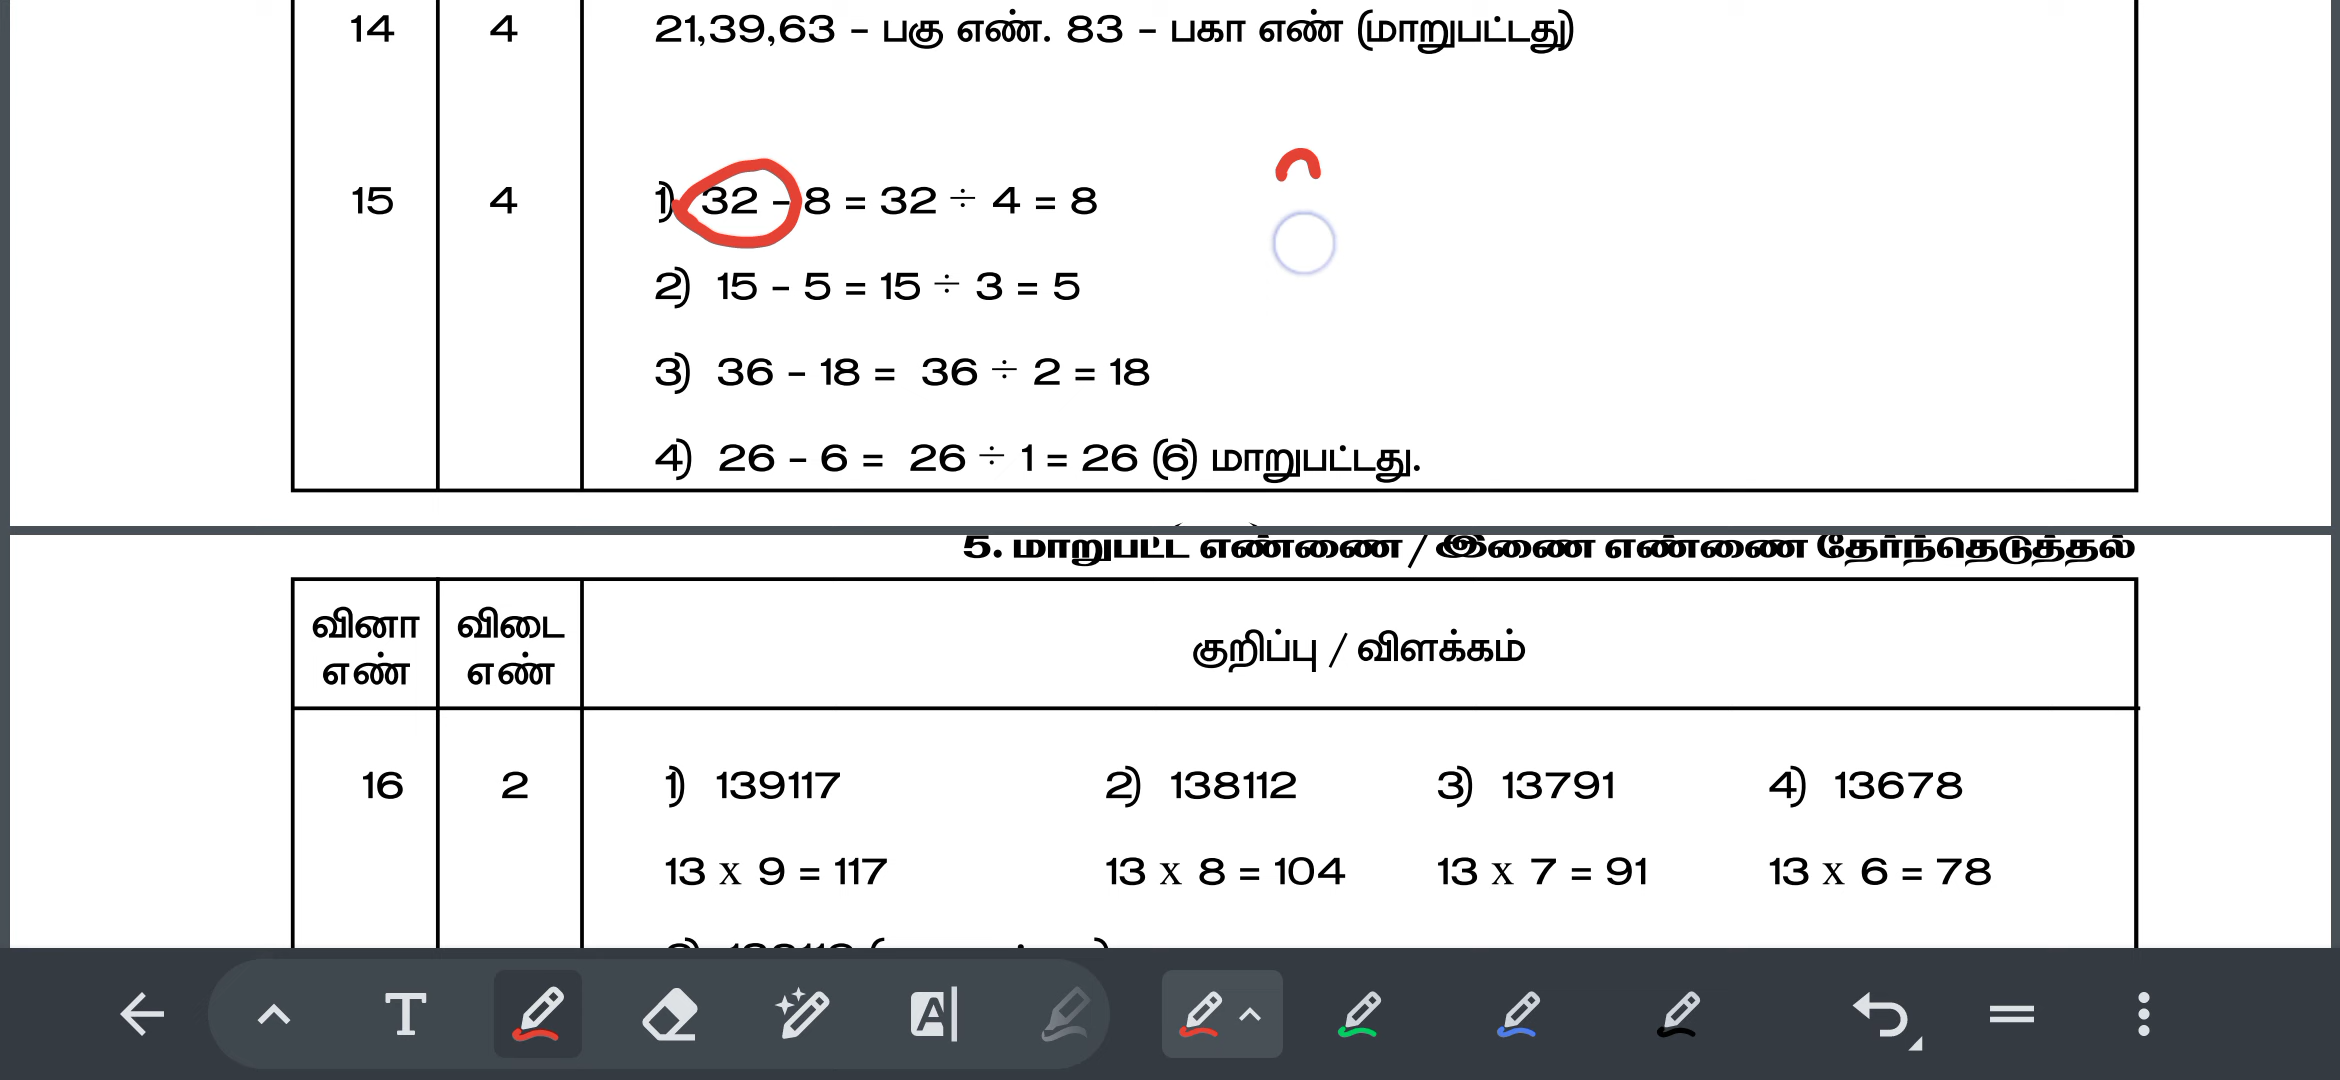 14 4 21,39,63 – பகு எண். 83 – பகா எண் (மாறுபட்டது)
15 4 1) 32 – 8 = 32 ÷ 4 = 8
2) 15 – 5 = 15 ÷ 3 = 5
3) 36 – 18 = 36 ÷ 2 = 18
4) 26 – 6 = 26 ÷ 1 = 26 (6) மாறுபட்டது.
5. மாறுபட்ட எண்ணை / இணை எண்ணை தேர்ந்தெடுத்தல்
வினா எண் விடை எண் குறிப்பு / விளக்கம்
16 2 1) 139117 2) 138112 3) 13791 4) 13678
13 x 9 = 117 13 x 8 = 104 13 x 7 = 91 13 x 6 = 78